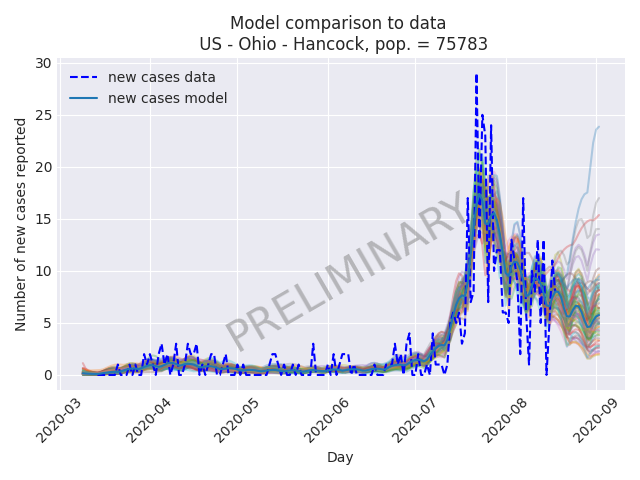 Model comparison to data
US - Ohio - Hancock, pop. = 75783
30
25
20
15
10
5
0
Number of new cases reported
new cases data
new cases model
PRELIMINARY
2020-03
2020-04
2020-05
2020-06
2020-07
2020-08
2020-09
Day